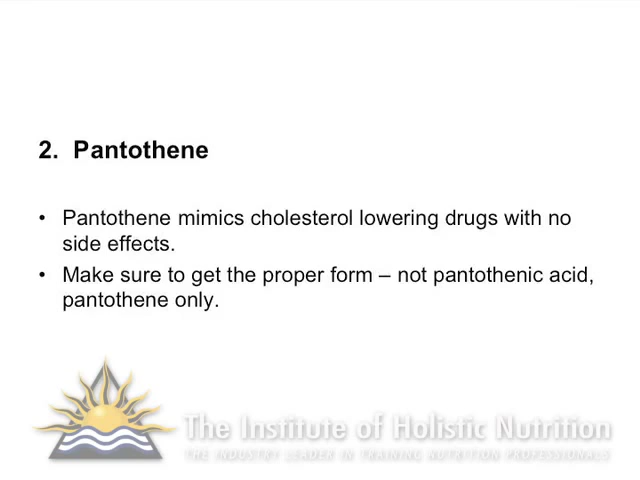 2. Pantothene
• Pantothene mimics cholesterol lowering drugs with no
side effects.
• Make sure to get the proper form – not pantothenic acid,
pantothene only.
The Institute of Holistic Nutrition
THE INDUSTRY LEADER IN TRAINING NUTRITION PROFESSIONALS